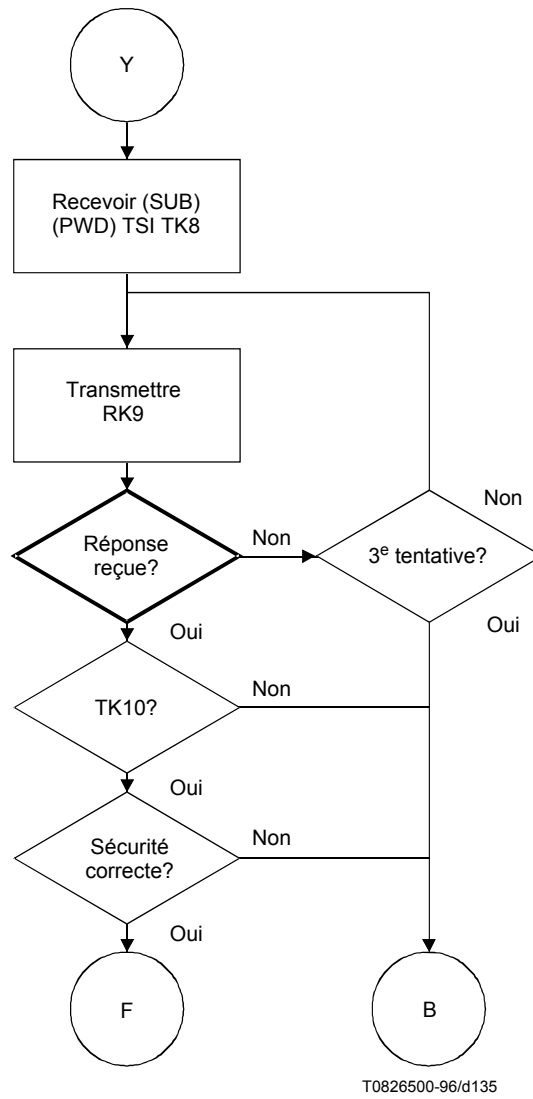 Y
Recevoir (SUB)
(PWD) TSI TK8
Transmettre
RK9
Non
Réponse
reçue?
Non
3e tentative?
Oui
Oui
TK10?
Non
Oui
Sécurité
correcte?
Non
Oui
F
B
T0826500-96/d135